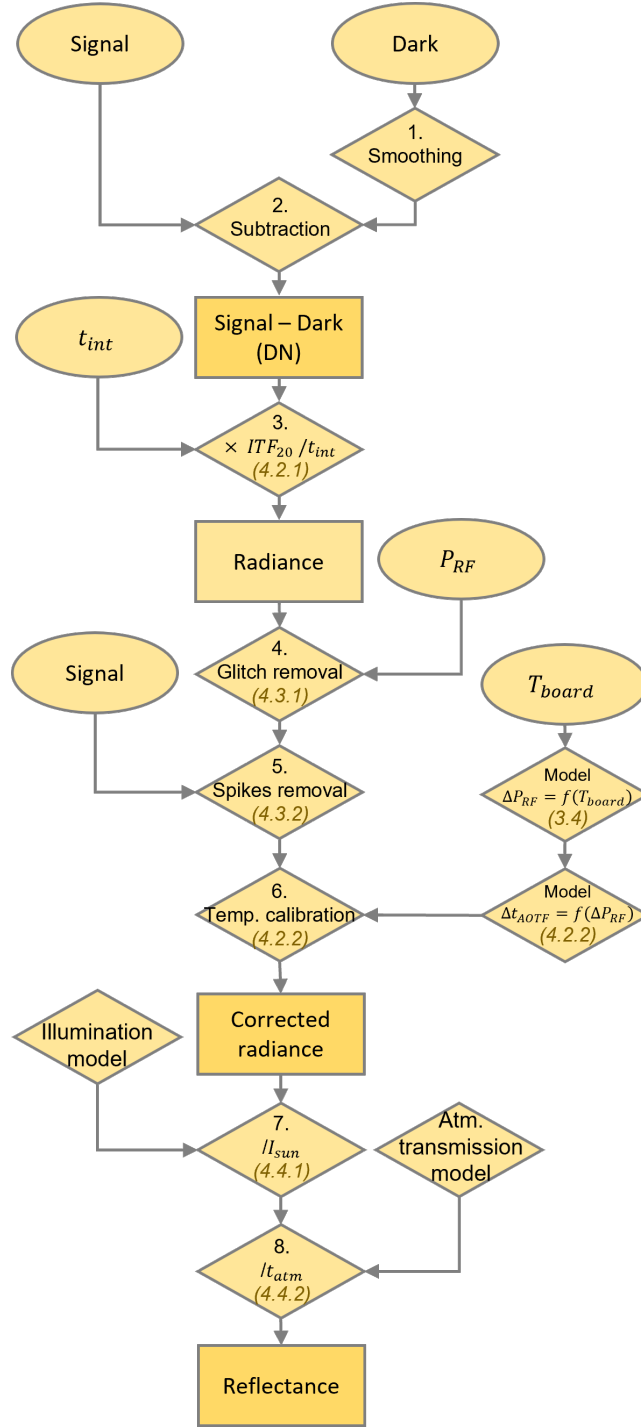 Signal
Dark
1.
Smoothing
2.
Subtraction
Signal – Dark
(DN)
t_int
3.
× ITF_20 /t_int
(4.2.1)
Radiance
P_RF
4.
Glitch removal
(4.3.1)
Signal
T_board
5.
Spikes removal
(4.3.2)
Model
ΔP_RF = f(T_board)
(3.4)
6.
Temp. calibration
(4.2.2)
Model
Δt_AOTF = f(ΔP_RF)
(4.2.2)
Corrected
radiance
Illumination
model
7.
/I_sun
(4.4.1)
Atm.
transmission
model
8.
/t_atm
(4.4.2)
Reflectance